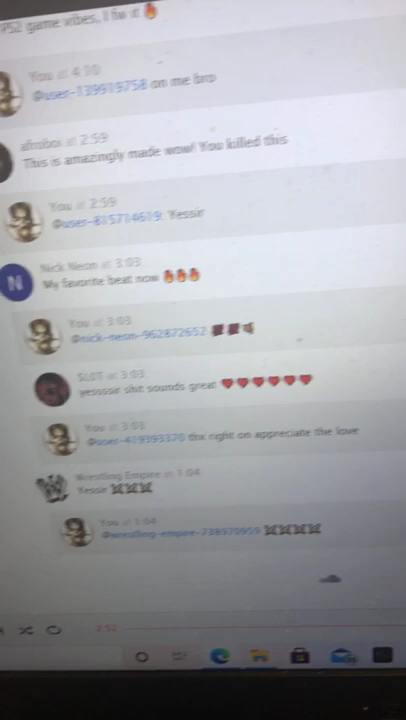 PS2 game vibes, I fw it 🔥
You at 4:10
@user-139919758 on me bro
afrobox at 2:59
This is amazingly made wow! You killed this
You at 2:59
@user-815714619: Yessir
N
Nick Neon at 3:03
My favorite beat now 🔥🔥🔥
You at 3:03
@nick-neon-962872652
SLOT at 3:03
yessssir shit sounds great ❤️❤️❤️❤️❤️❤️
You at 3:03
@user-419393370 thx right on appreciate the love
Wrestling Empire at 1:04
Yessir ☠☠☠
You at 1:04
@wrestling-empire-738970959 ☠☠☠☠
2:52